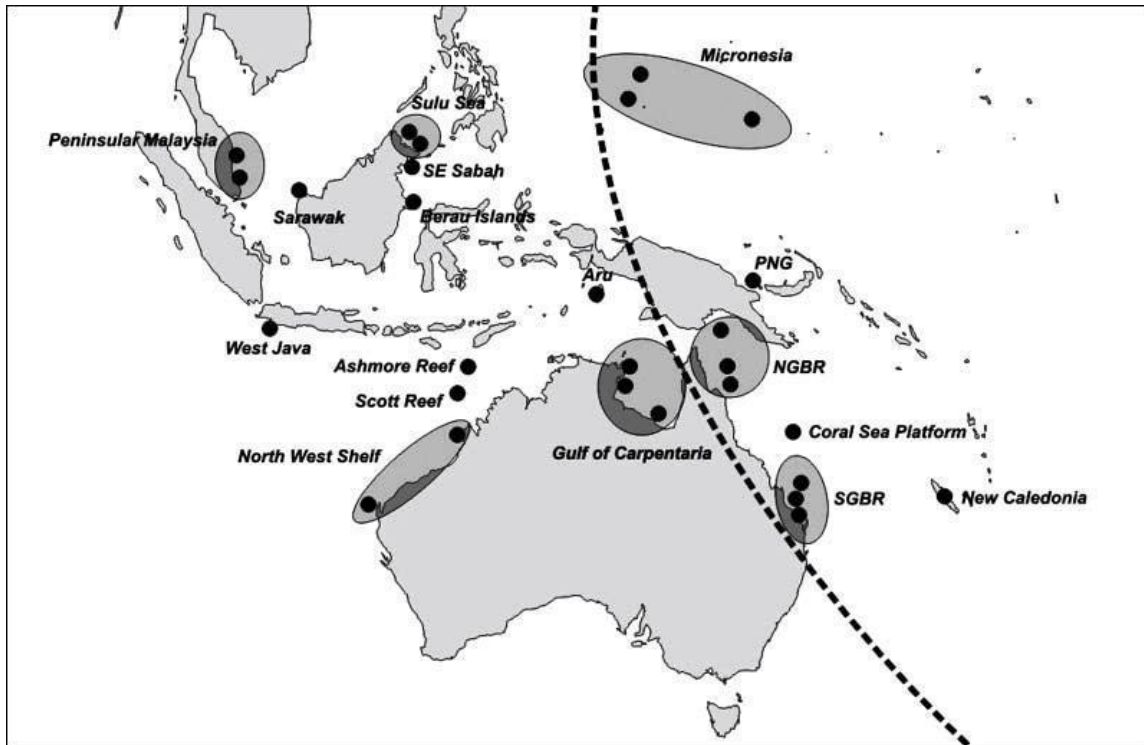 Micronesia
Sulu Sea
Peninsular Malaysia
SE Sabah
Sarawak
Berau Islands
PNG
Aru
West Java
Ashmore Reef
NGBR
Scott Reef
Coral Sea Platform
North West Shelf
Gulf of Carpentaria
SGBR
New Caledonia